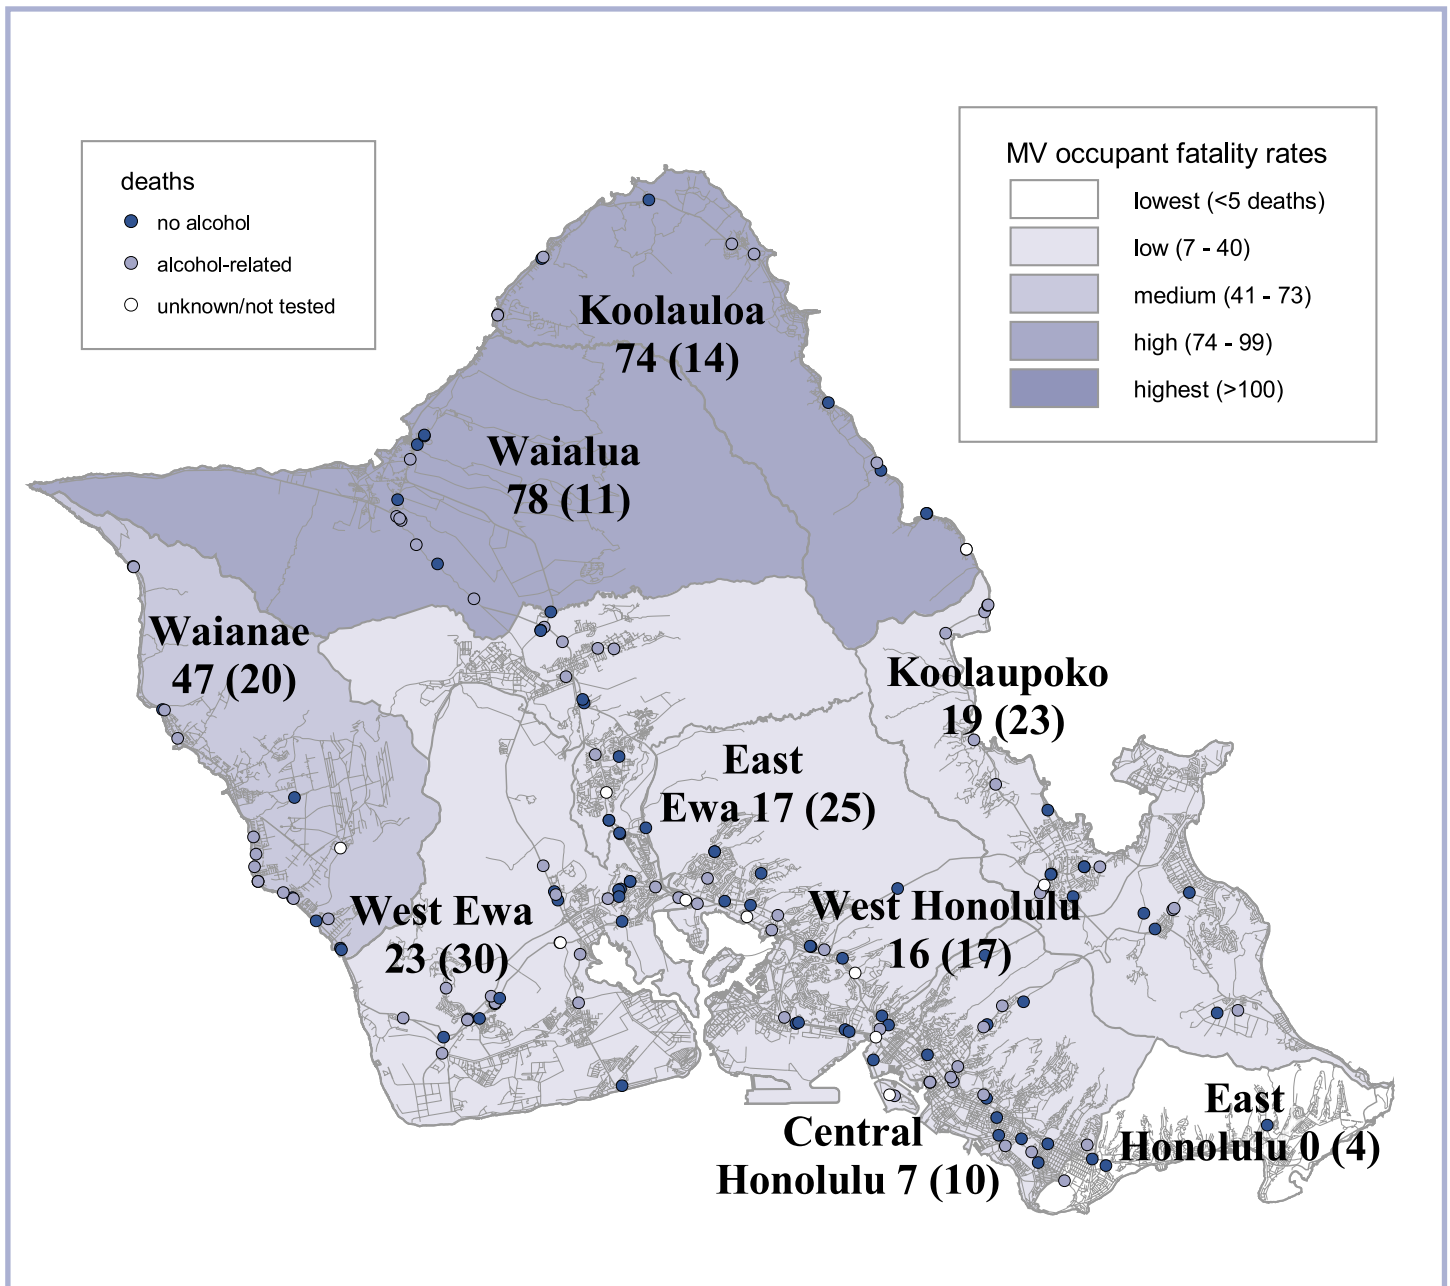 deaths
no alcohol
alcohol-related
unknown/not tested
MV occupant fatality rates
lowest (<5 deaths)
low (7 - 40)
medium (41 - 73)
high (74 - 99)
highest (>100)
Koolauloa
74 (14)
Waialua
78 (11)
Waianae
47 (20)
Koolaupoko
19 (23)
East
Ewa 17 (25)
West Ewa
23 (30)
West Honolulu
16 (17)
Central
Honolulu 7 (10)
East
Honolulu 0 (4)